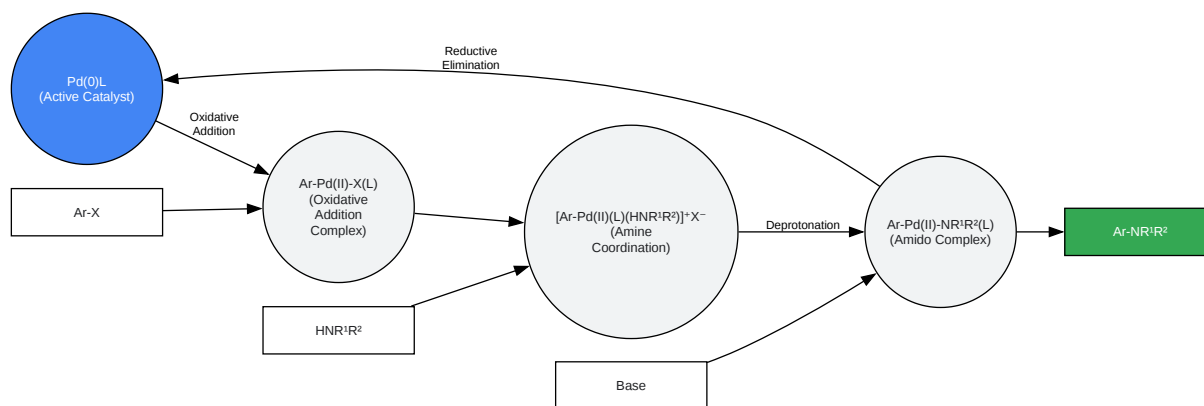 Reductive
Elimination
Pd(0)L
(Active Catalyst)
Oxidative
Addition
Ar-X
Ar-Pd(II)-X(L)
(Oxidative
Addition
Complex)
HNR¹R²
[Ar-Pd(II)(L)(HNR¹R²)]⁺X⁻
(Amine
Coordination)
Deprotonation
Base
Ar-Pd(II)-NR¹R²(L)
(Amido Complex)
Ar-NR¹R²